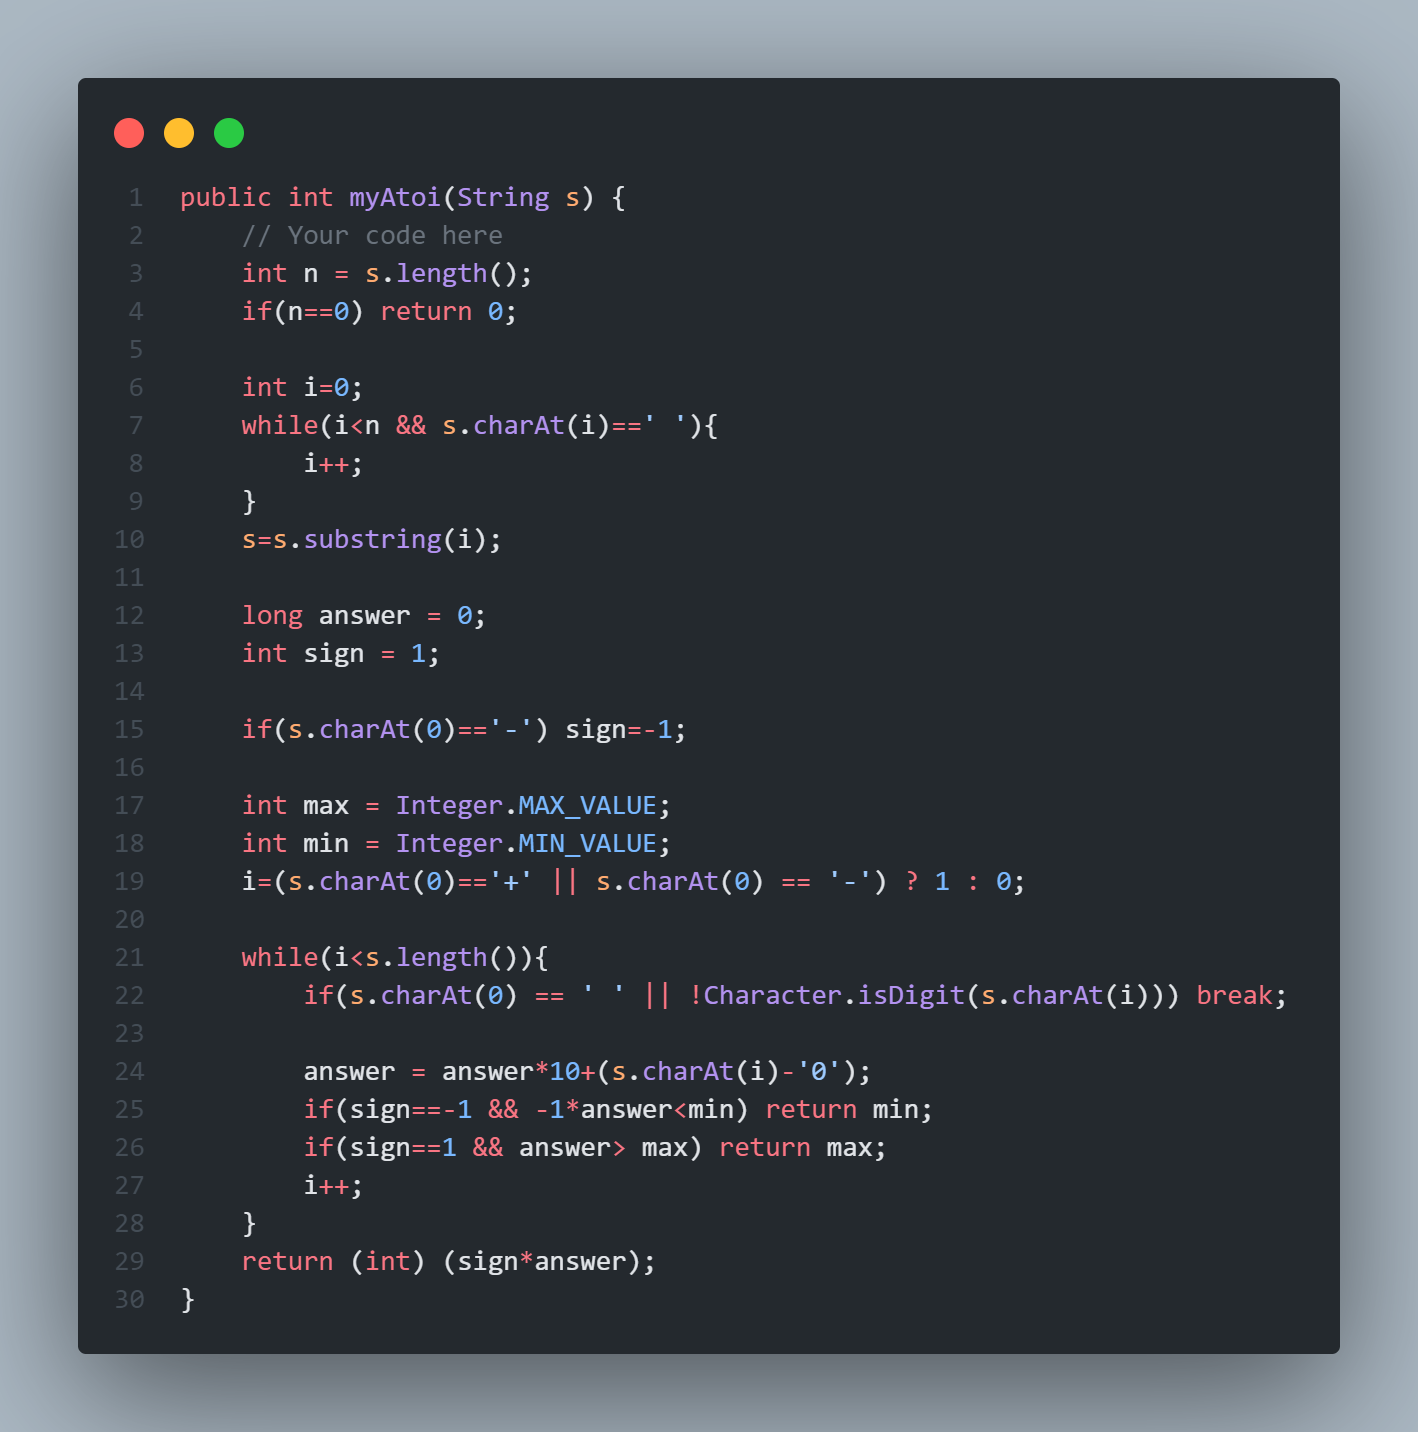 1 public int myAtoi(String s) {
2 // Your code here
3 int n = s.length();
4 if(n==0) return 0;
5
6 int i=0;
7 while(i<n && s.charAt(i)==' '){
8 i++;
9 }
10 s=s.substring(i);
11
12 long answer = 0;
13 int sign = 1;
14
15 if(s.charAt(0)=='-') sign=-1;
16
17 int max = Integer.MAX_VALUE;
18 int min = Integer.MIN_VALUE;
19 i=(s.charAt(0)=='+' || s.charAt(0) == '-') ? 1 : 0;
20
21 while(i<s.length()){
22 if(s.charAt(0) == ' ' || !Character.isDigit(s.charAt(i))) break;
23
24 answer = answer*10+(s.charAt(i)-'0');
25 if(sign==-1 && -1*answer<min) return min;
26 if(sign==1 && answer> max) return max;
27 i++;
28 }
29 return (int) (sign*answer);
30 }